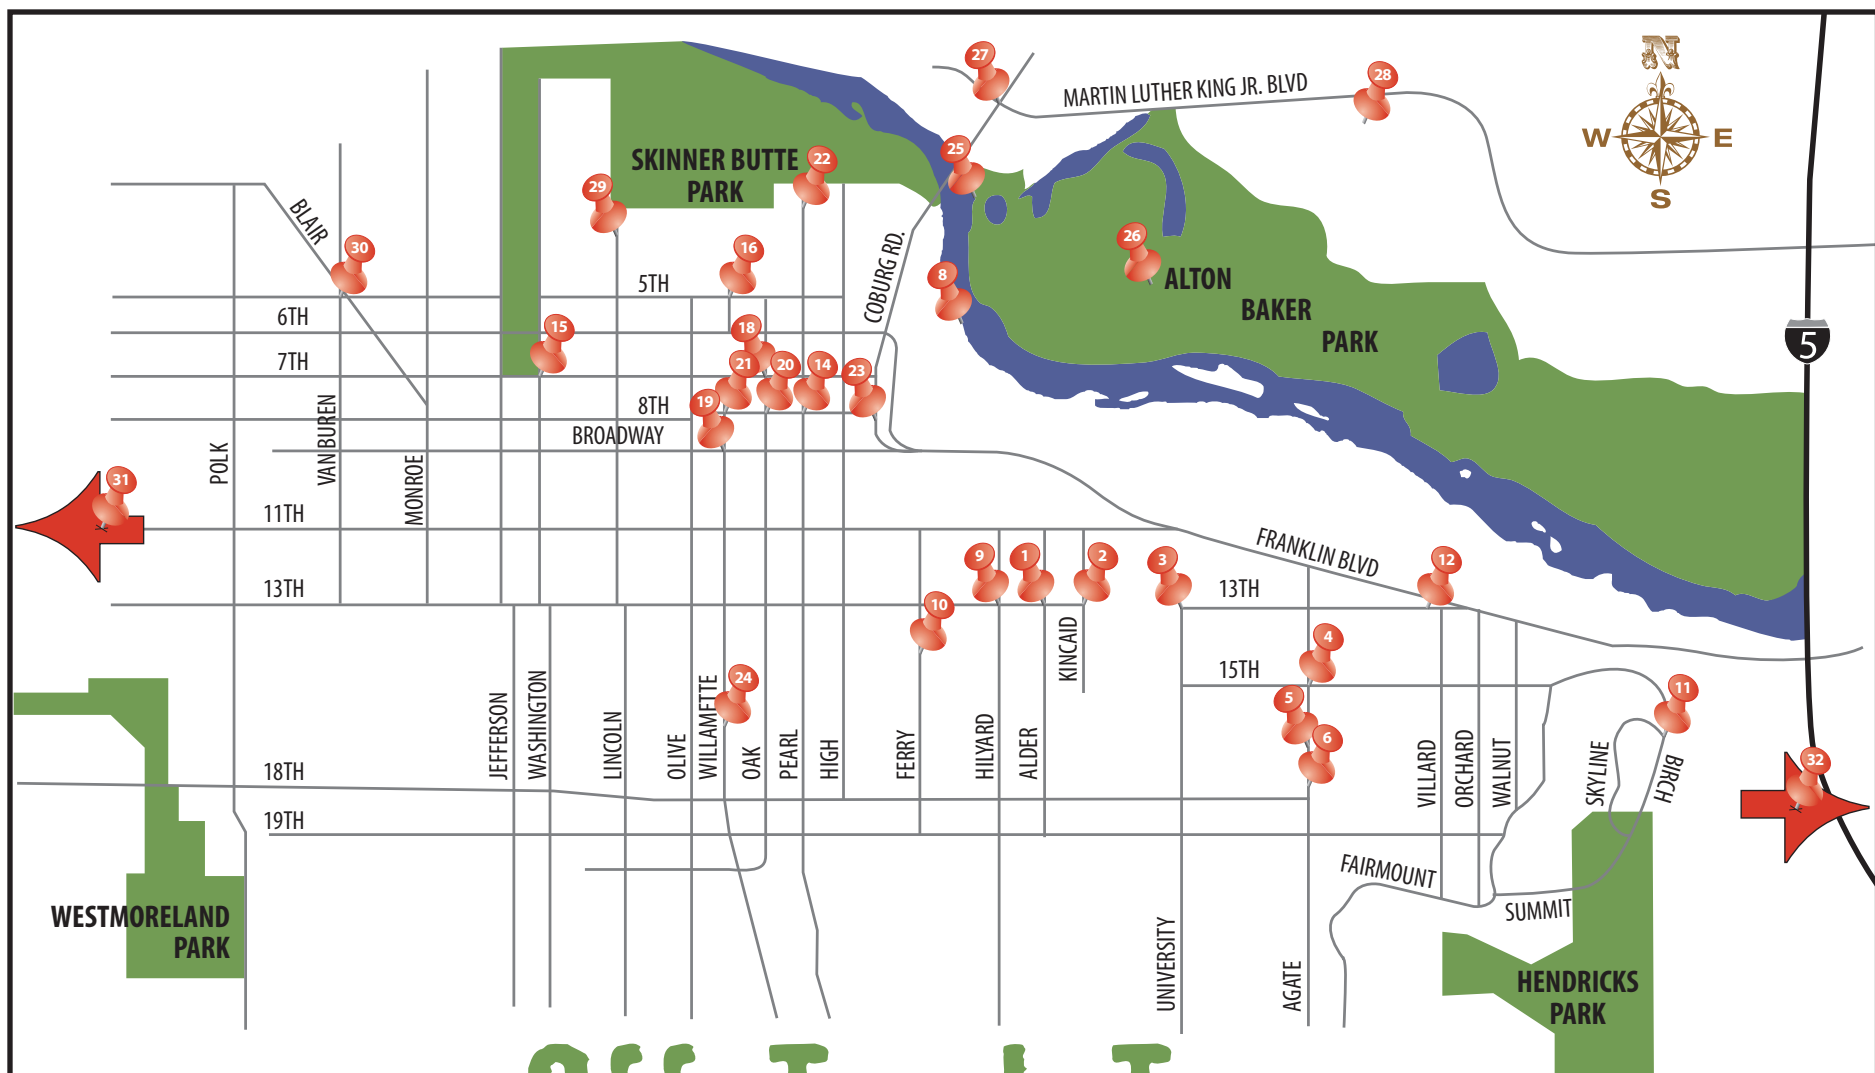 27
28
N
W
E
S
MARTIN LUTHER KING JR. BLVD
25
SKINNER BUTTE
PARK
22
29
BLAIR
30
16
COBURG RD.
26
8
ALTON
BAKER
PARK
5TH
6TH
15
18
5
7TH
21
20
14
23
19
8TH
BROADWAY
POLK
VAN BUREN
MONROE
31
11TH
FRANKLIN BLVD
9
1
2
3
12
13TH
13TH
10
KINCAID
4
15TH
24
5
6
11
JEFFERSON
WASHINGTON
LINCOLN
OLIVE
WILLAMETTE
OAK
PEARL
HIGH
FERRY
HILYARD
ALDER
VILLARD
ORCHARD
WALNUT
SKYLINE
BIRCH
32
18TH
19TH
FAIRMOUNT
SUMMIT
WESTMORELAND
PARK
UNIVERSITY
AGATE
HENDRICKS
PARK